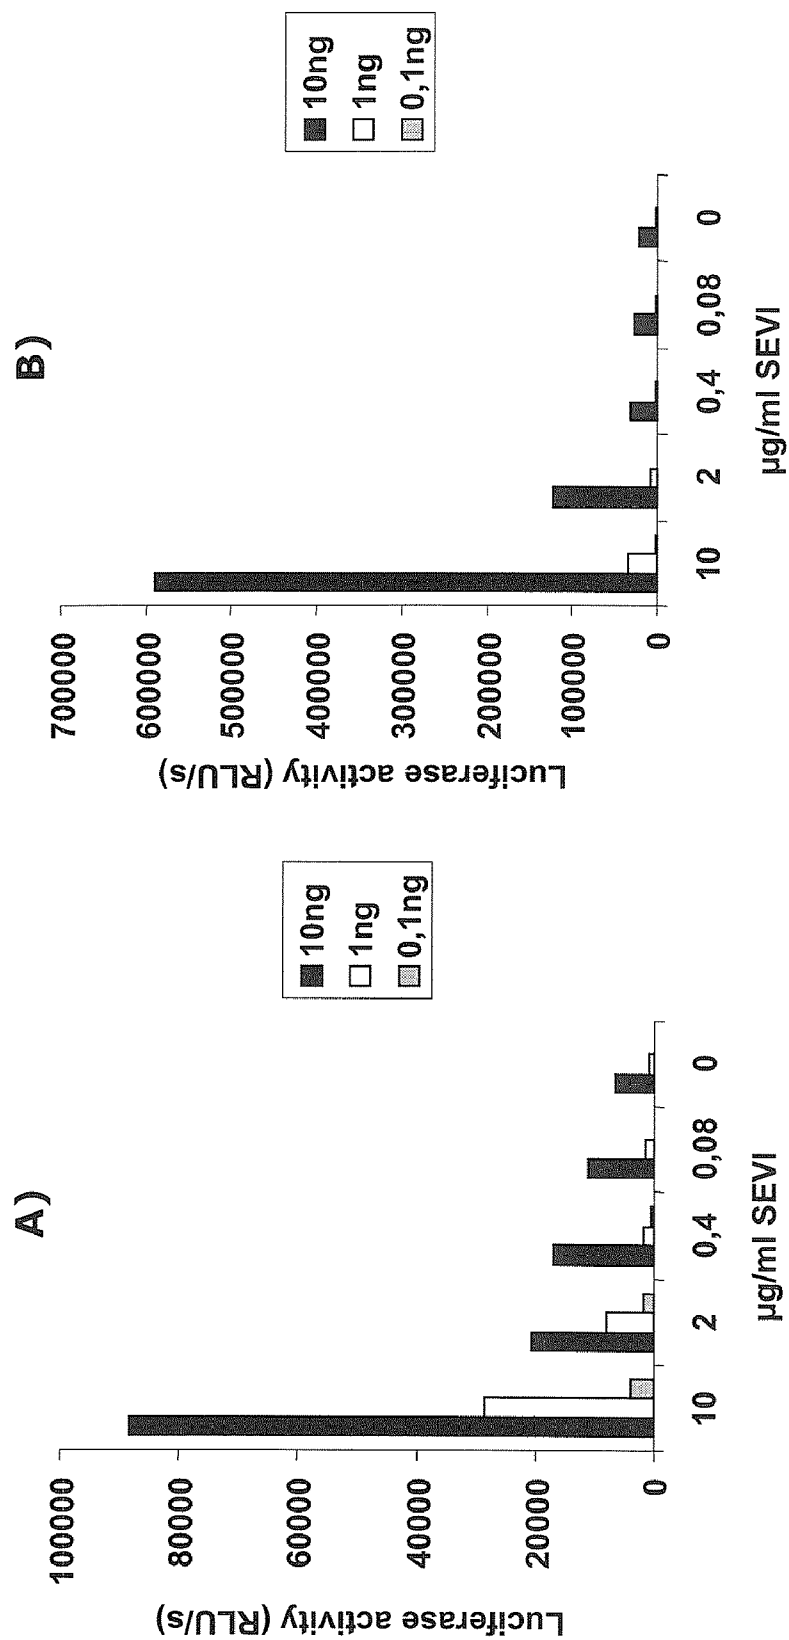 A)
Luciferase activity (RLU/s)
100000
80000
60000
40000
20000
0
10
2
0,4
0,08
0
µg/ml SEVI
10ng
1ng
0,1ng
B)
Luciferase activity (RLU/s)
700000
600000
500000
400000
300000
200000
100000
0
10
2
0,4
0,08
0
µg/ml SEVI
10ng
1ng
0,1ng